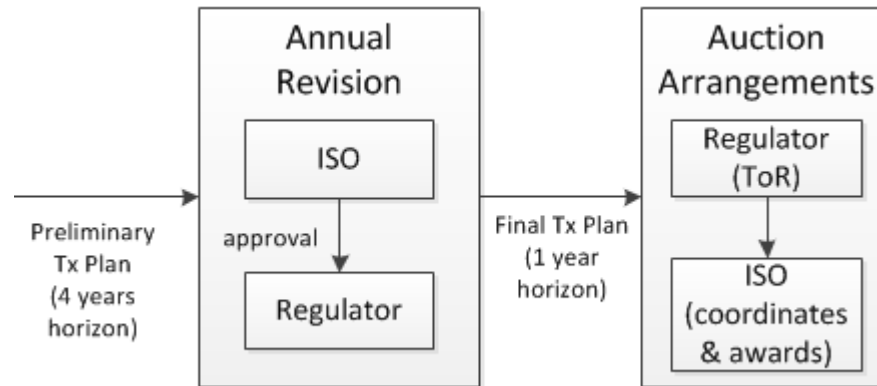 Preliminary
Tx Plan
(4 years
horizon)
Annual
Revision
ISO
approval
Regulator
Final Tx Plan
(1 year
horizon)
Auction
Arrangements
Regulator
(ToR)
ISO
(coordinates
& awards)